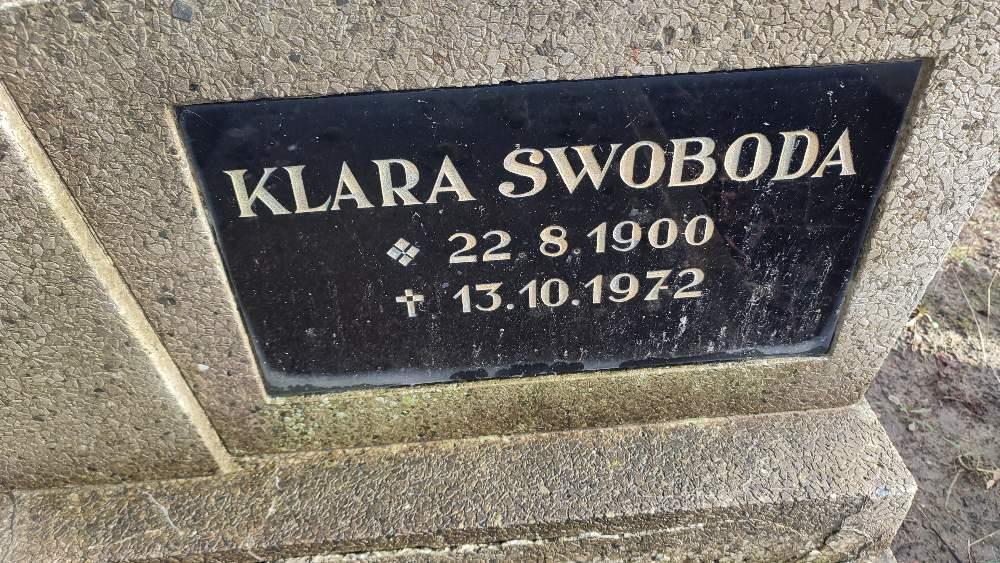 KLARA SWOBODA
22.8.1900
✝ 13.10.1972